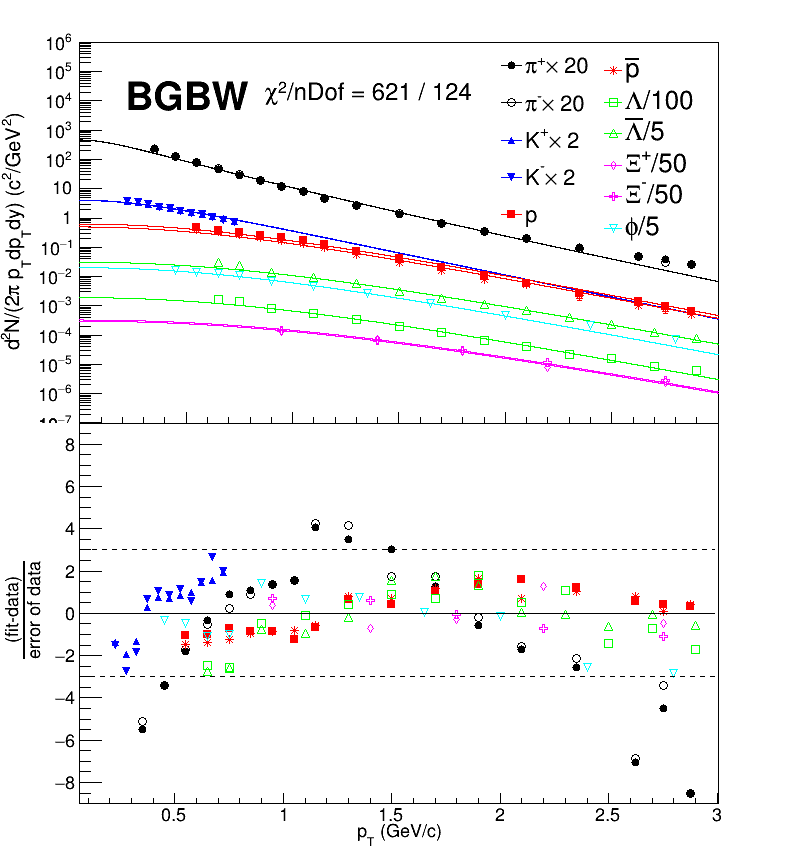 10⁶
10⁵
10⁴
10³
10²
10
1
10⁻¹
10⁻²
10⁻³
10⁻⁴
10⁻⁵
10⁻⁶
10⁻⁷
d²N/(2π p_T dp_T dy) (c²/GeV²)
BGBW
χ²/nDof = 621 / 124
π⁺× 20
π⁻× 20
K⁺× 2
K⁻× 2
p
p̅
Λ/100
Λ̅/5
Ξ⁺/50
Ξ⁻/50
ϕ/5
8
6
4
2
0
−2
−4
−6
−8
(fit-data)
error of data
0.5
1
1.5
2
2.5
3
p_T (GeV/c)